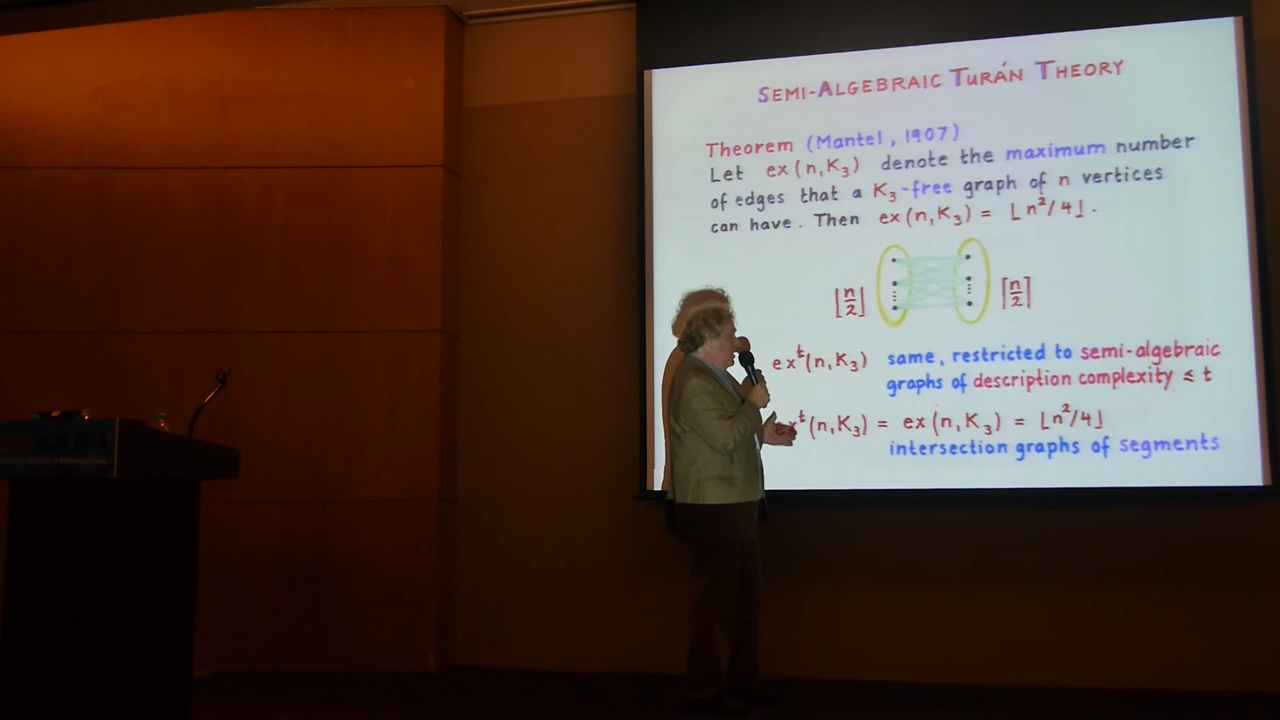 SEMI-ALGEBRAIC TURÁN THEORY
Theorem (Mantel, 1907)
Let ex(n,K₃) denote the maximum number
of edges that a K₃-free graph of n vertices
can have. Then ex(n,K₃) = ⌊n²/4⌋.
⌊n/2⌋ ⌈n/2⌉
exᵗ(n,K₃) same, restricted to semi-algebraic
graphs of description complexity ≤ t
xᵗ(n,K₃) = ex(n,K₃) = ⌊n²/4⌋
intersection graphs of segments